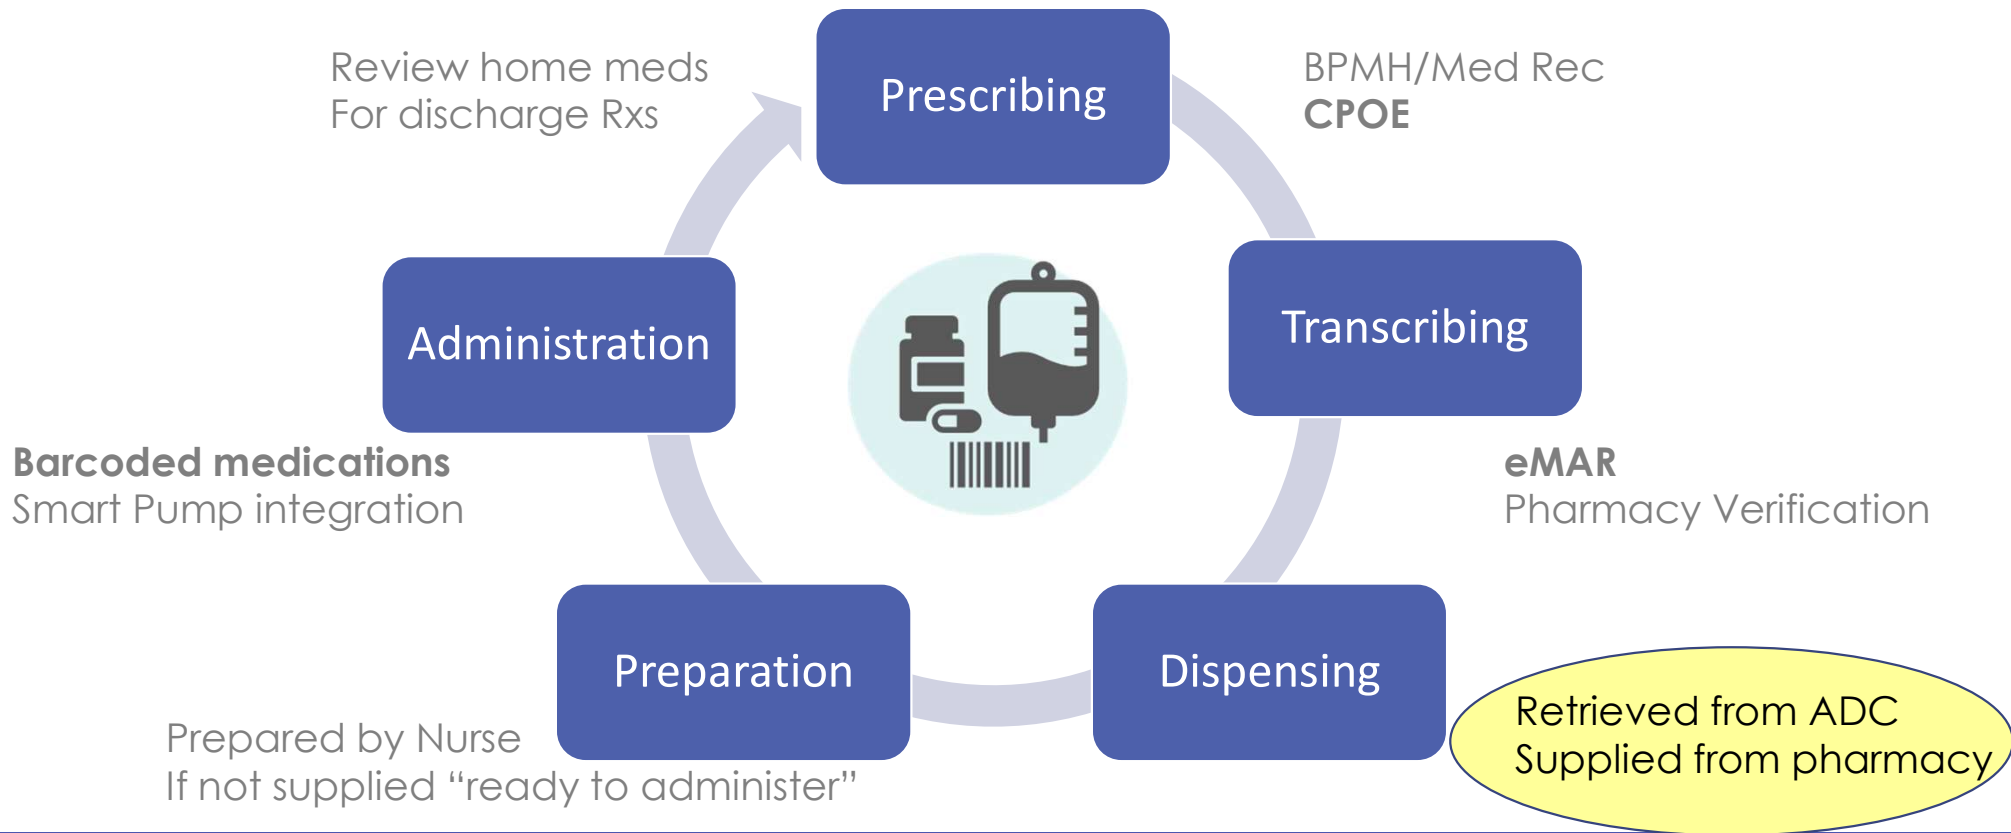 Review home meds
For discharge Rxs
Prescribing
BPMH/Med Rec
CPOE
Administration
Transcribing
Barcoded medications
Smart Pump integration
eMAR
Pharmacy Verification
Preparation
Dispensing
Prepared by Nurse
If not supplied “ready to administer”
Retrieved from ADC
Supplied from pharmacy